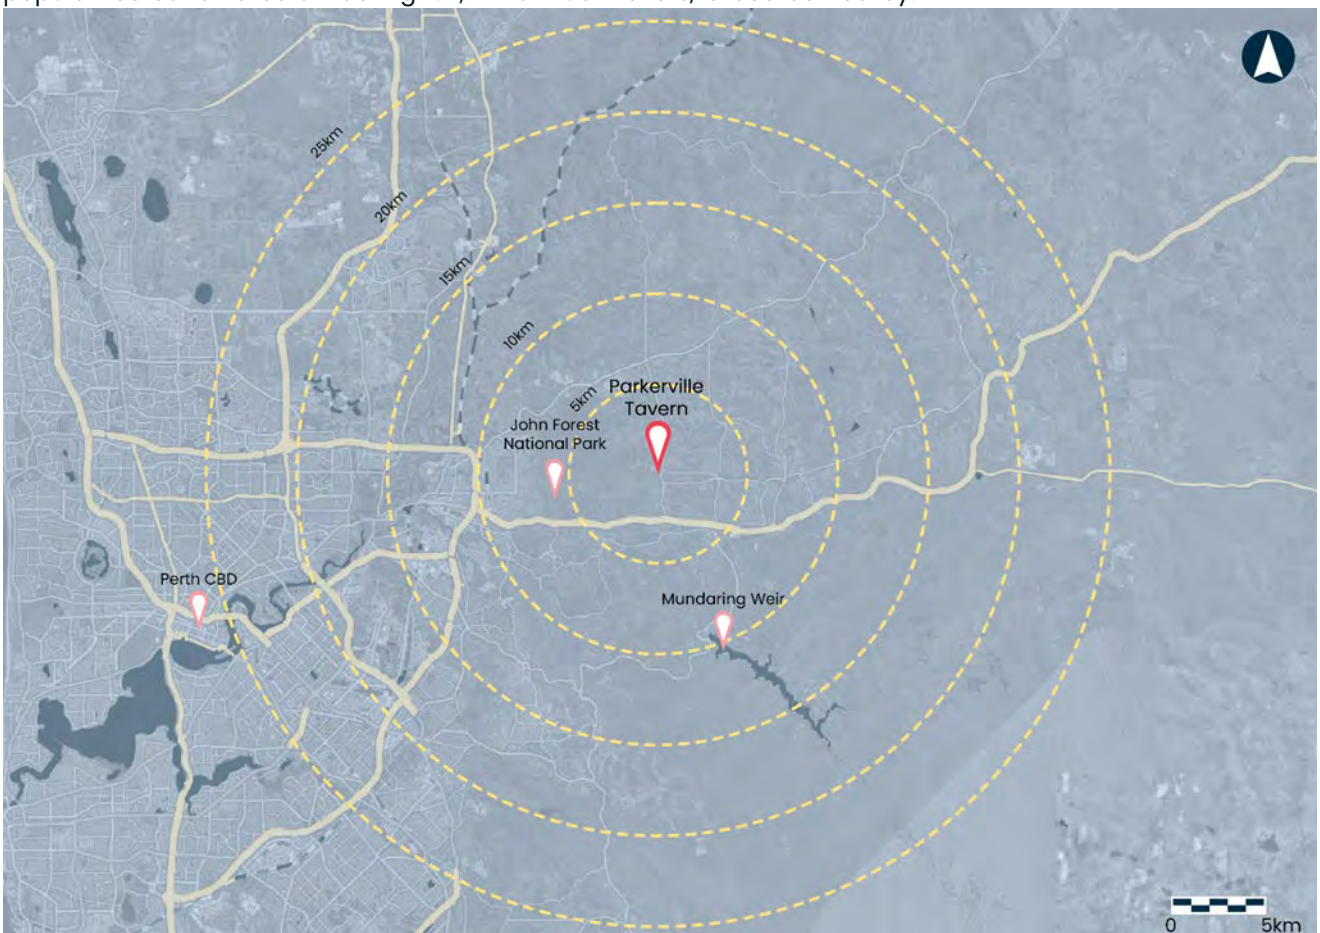 25km
20km
15km
10km
5km
Parkerville
Tavern
John Forest
National Park
Perth CBD
Mundaring Weir
0 5km